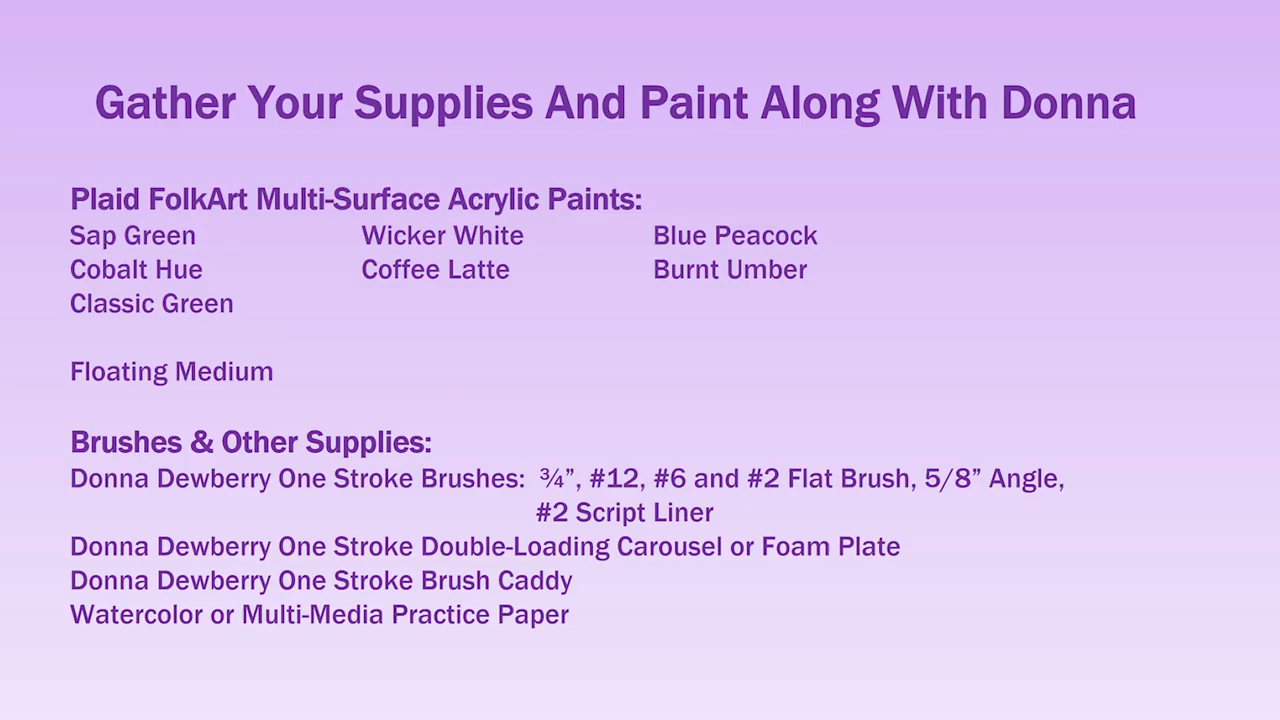 Gather Your Supplies And Paint Along With Donna
Plaid FolkArt Multi-Surface Acrylic Paints:
Sap Green Wicker White Blue Peacock
Cobalt Hue Coffee Latte Burnt Umber
Classic Green
Floating Medium
Brushes & Other Supplies:
Donna Dewberry One Stroke Brushes: ¾”, #12, #6 and #2 Flat Brush, 5/8” Angle,
#2 Script Liner
Donna Dewberry One Stroke Double-Loading Carousel or Foam Plate
Donna Dewberry One Stroke Brush Caddy
Watercolor or Multi-Media Practice Paper